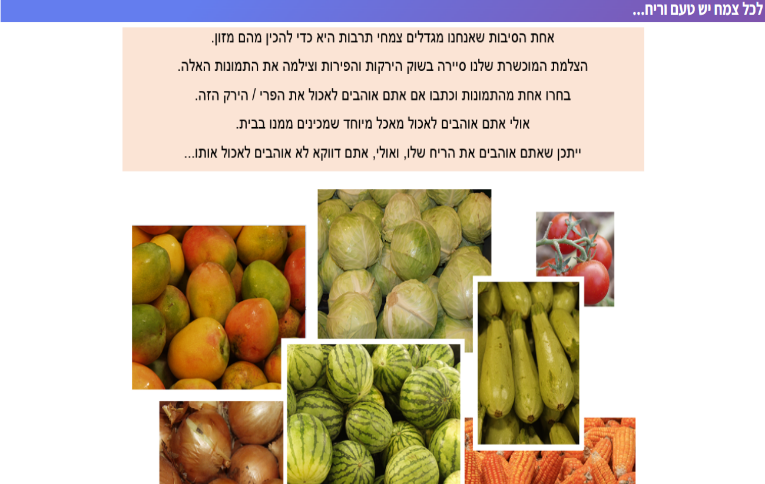 לכל צמח יש טעם וריח...
אחת הסיבות שאנחנו מגדלים צמחי תרבות היא כדי להכין מהם מזון.
הצלמת המוכשרת שלנו סיירה בשוק הירקות והפירות וצילמה את התמונות האלה.
בחרו אחת מהתמונות וכתבו אם אתם אוהבים לאכול את הפרי / הירק הזה.
אולי אתם אוהבים לאכול מאכל מיוחד שמכינים ממנו בבית.
ייתכן שאתם אוהבים את הריח שלו, ואולי, אתם דווקא לא אוהבים לאכול אותו...